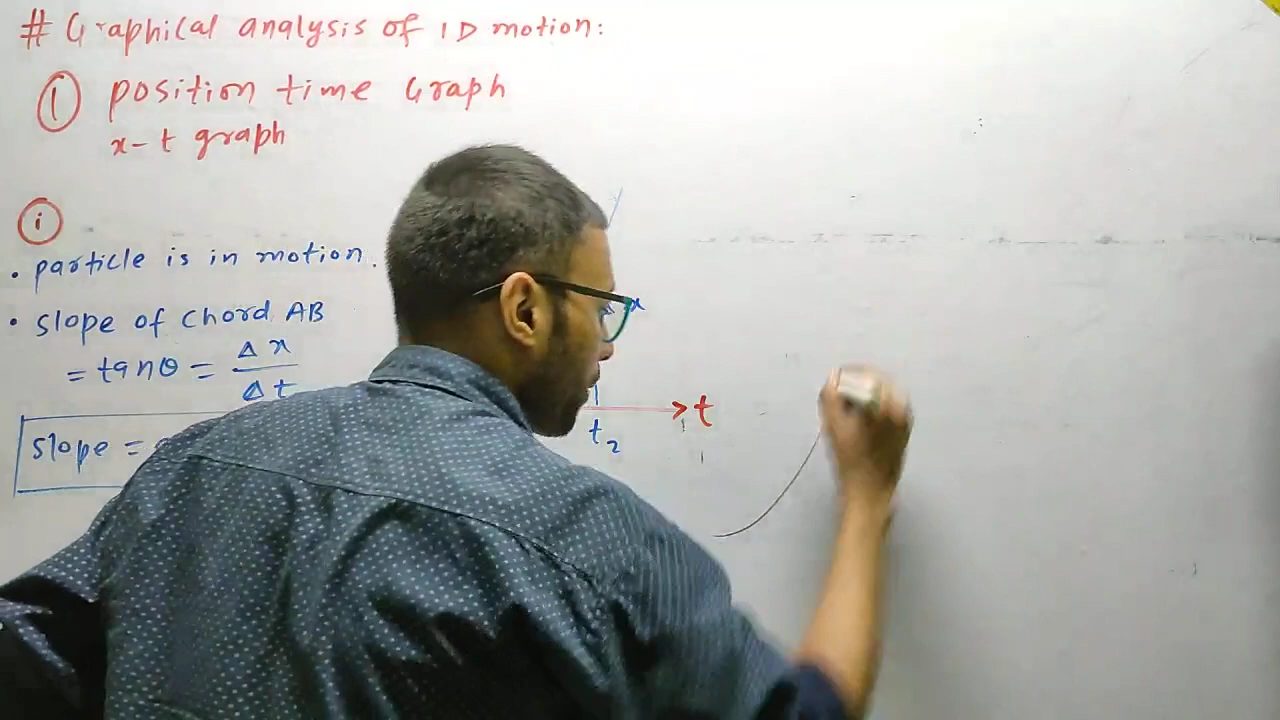 # Graphical analysis of 1D motion:
① position time Graph
x-t graph
ⓘ
• particle is in motion.
• slope of chord AB
= tanθ = Δx/Δt
slope =
x
t
t₂